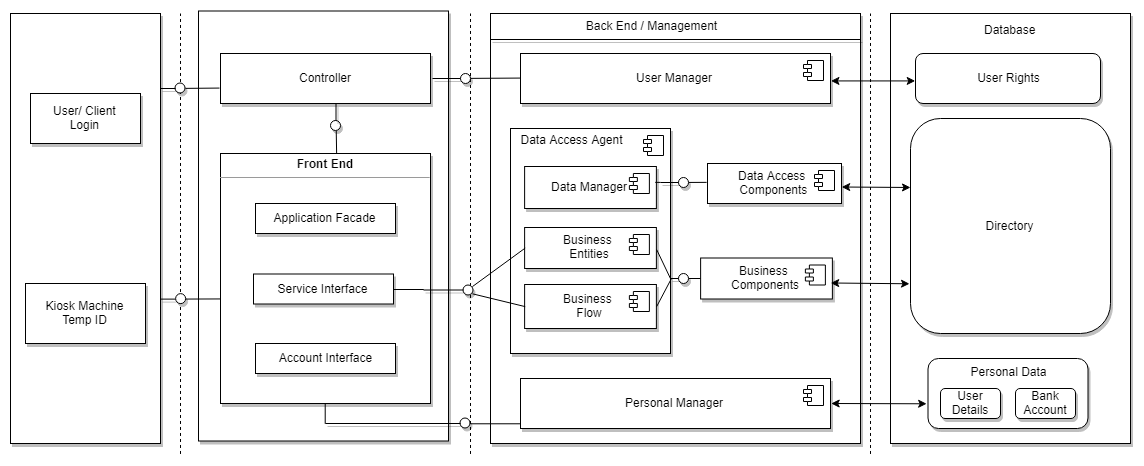 User/ Client
Login
Kiosk Machine
Temp ID
Controller
Front End
Application Facade
Service Interface
Account Interface
Back End / Management
User Manager
Data Access Agent
Data Manager
Data Access
Components
Business
Entities
Business
Components
Business
Flow
Personal Manager
Database
User Rights
Directory
Personal Data
User
Details
Bank
Account